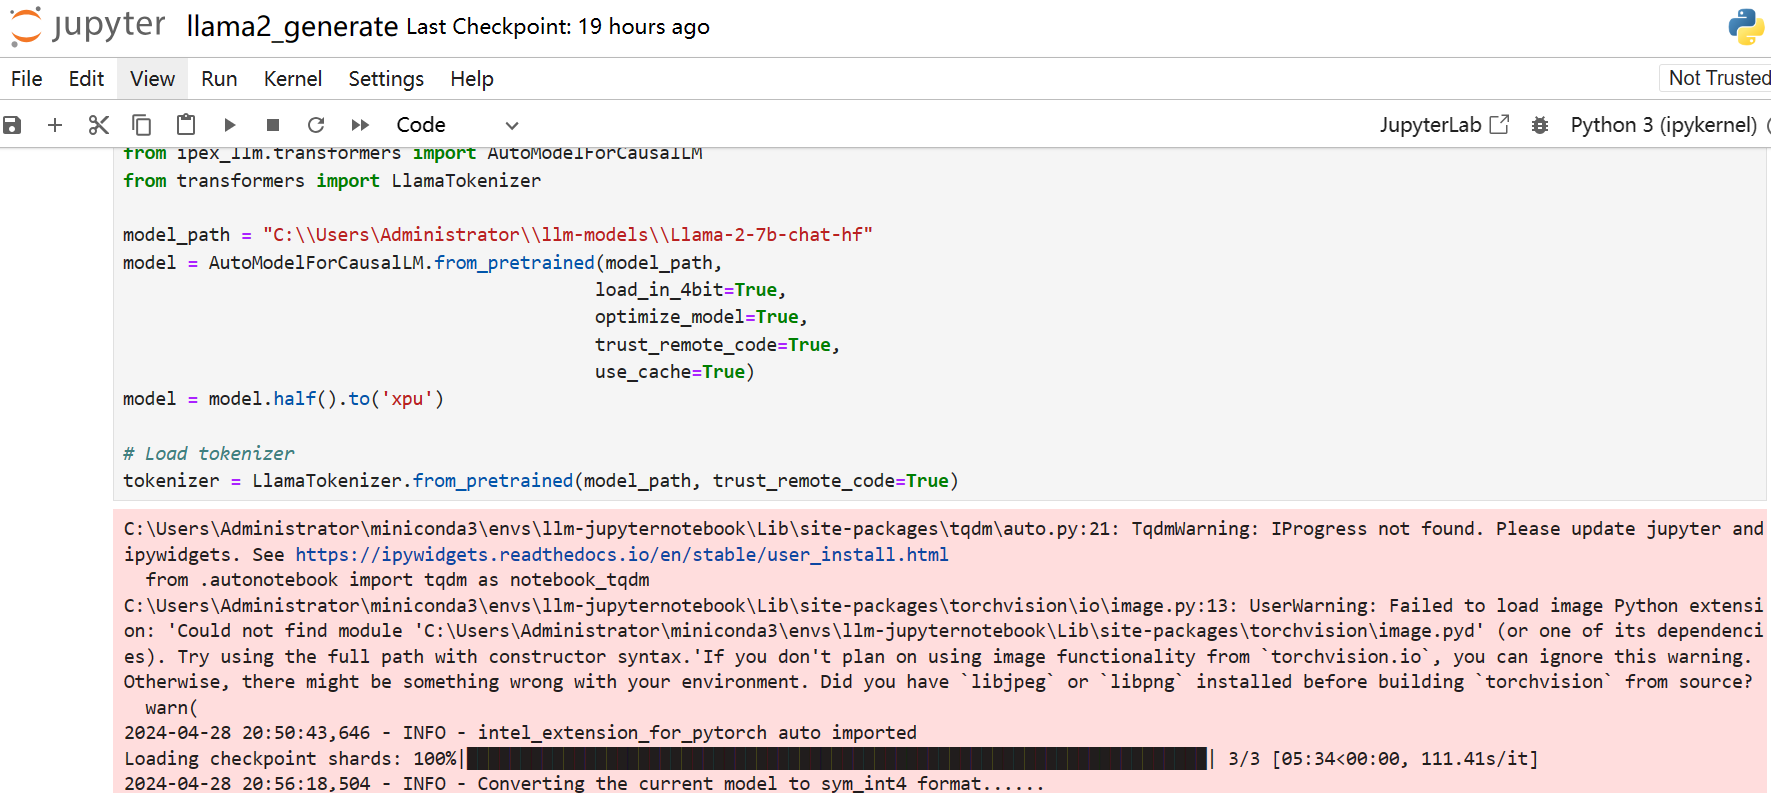 jupyter llama2_generate Last Checkpoint: 19 hours ago
File Edit View Run Kernel Settings Help Not Trusted
Code JupyterLab Python 3 (ipykernel)
from ipex_llm.transformers import AutoModelForCausalLM
from transformers import LlamaTokenizer
model_path = "C:\\Users\Administrator\\llm-models\\Llama-2-7b-chat-hf"
model = AutoModelForCausalLM.from_pretrained(model_path,
load_in_4bit=True,
optimize_model=True,
trust_remote_code=True,
use_cache=True)
model = model.half().to('xpu')
# Load tokenizer
tokenizer = LlamaTokenizer.from_pretrained(model_path, trust_remote_code=True)
C:\Users\Administrator\miniconda3\envs\llm-jupyternotebook\Lib\site-packages\tqdm\auto.py:21: TqdmWarning: IProgress not found. Please update jupyter and
ipywidgets. See https://ipywidgets.readthedocs.io/en/stable/user_install.html
from .autonotebook import tqdm as notebook_tqdm
C:\Users\Administrator\miniconda3\envs\llm-jupyternotebook\Lib\site-packages\torchvision\io\image.py:13: UserWarning: Failed to load image Python extensi
on: 'Could not find module 'C:\Users\Administrator\miniconda3\envs\llm-jupyternotebook\Lib\site-packages\torchvision\image.pyd' (or one of its dependenci
es). Try using the full path with constructor syntax.'If you don't plan on using image functionality from `torchvision.io`, you can ignore this warning.
Otherwise, there might be something wrong with your environment. Did you have `libjpeg` or `libpng` installed before building `torchvision` from source?
warn(
2024-04-28 20:50:43,646 - INFO - intel_extension_for_pytorch auto imported
Loading checkpoint shards: 100%|██████████| 3/3 [05:34<00:00, 111.41s/it]
2024-04-28 20:56:18,504 - INFO - Converting the current model to sym_int4 format......